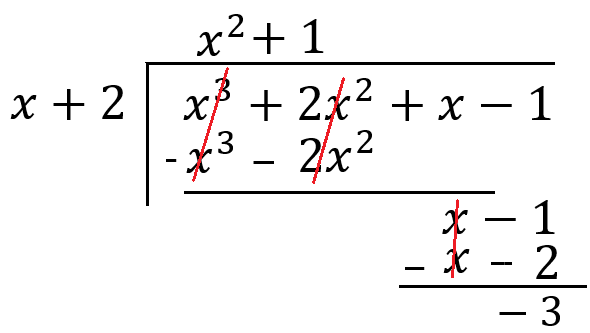 x² + 1
x + 2 x³ + 2x² + x − 1
- x³ − 2x²
x − 1
− x − 2
− 3